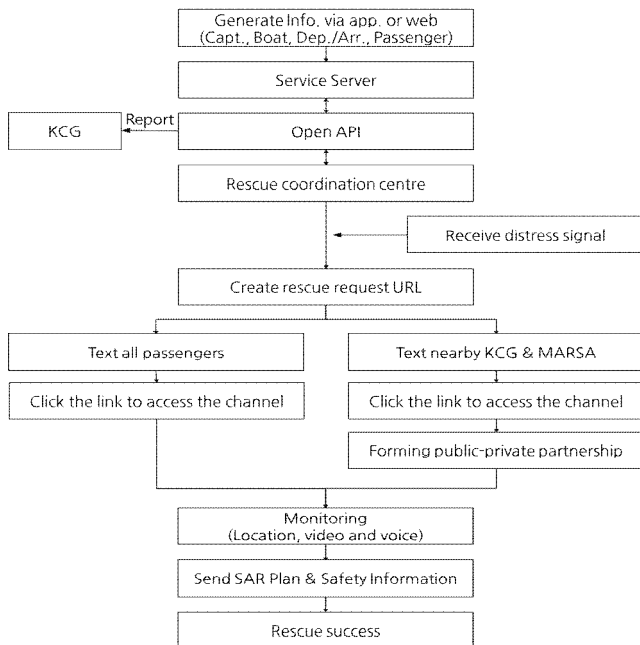 Generate Info. via app. or web
(Capt., Boat, Dep./Arr., Passenger)
Service Server
Report
KCG
Open API
Rescue coordination centre
Receive distress signal
Create rescue request URL
Text all passengers
Text nearby KCG & MARSA
Click the link to access the channel
Click the link to access the channel
Forming public-private partnership
Monitoring
(Location, video and voice)
Send SAR Plan & Safety Information
Rescue success